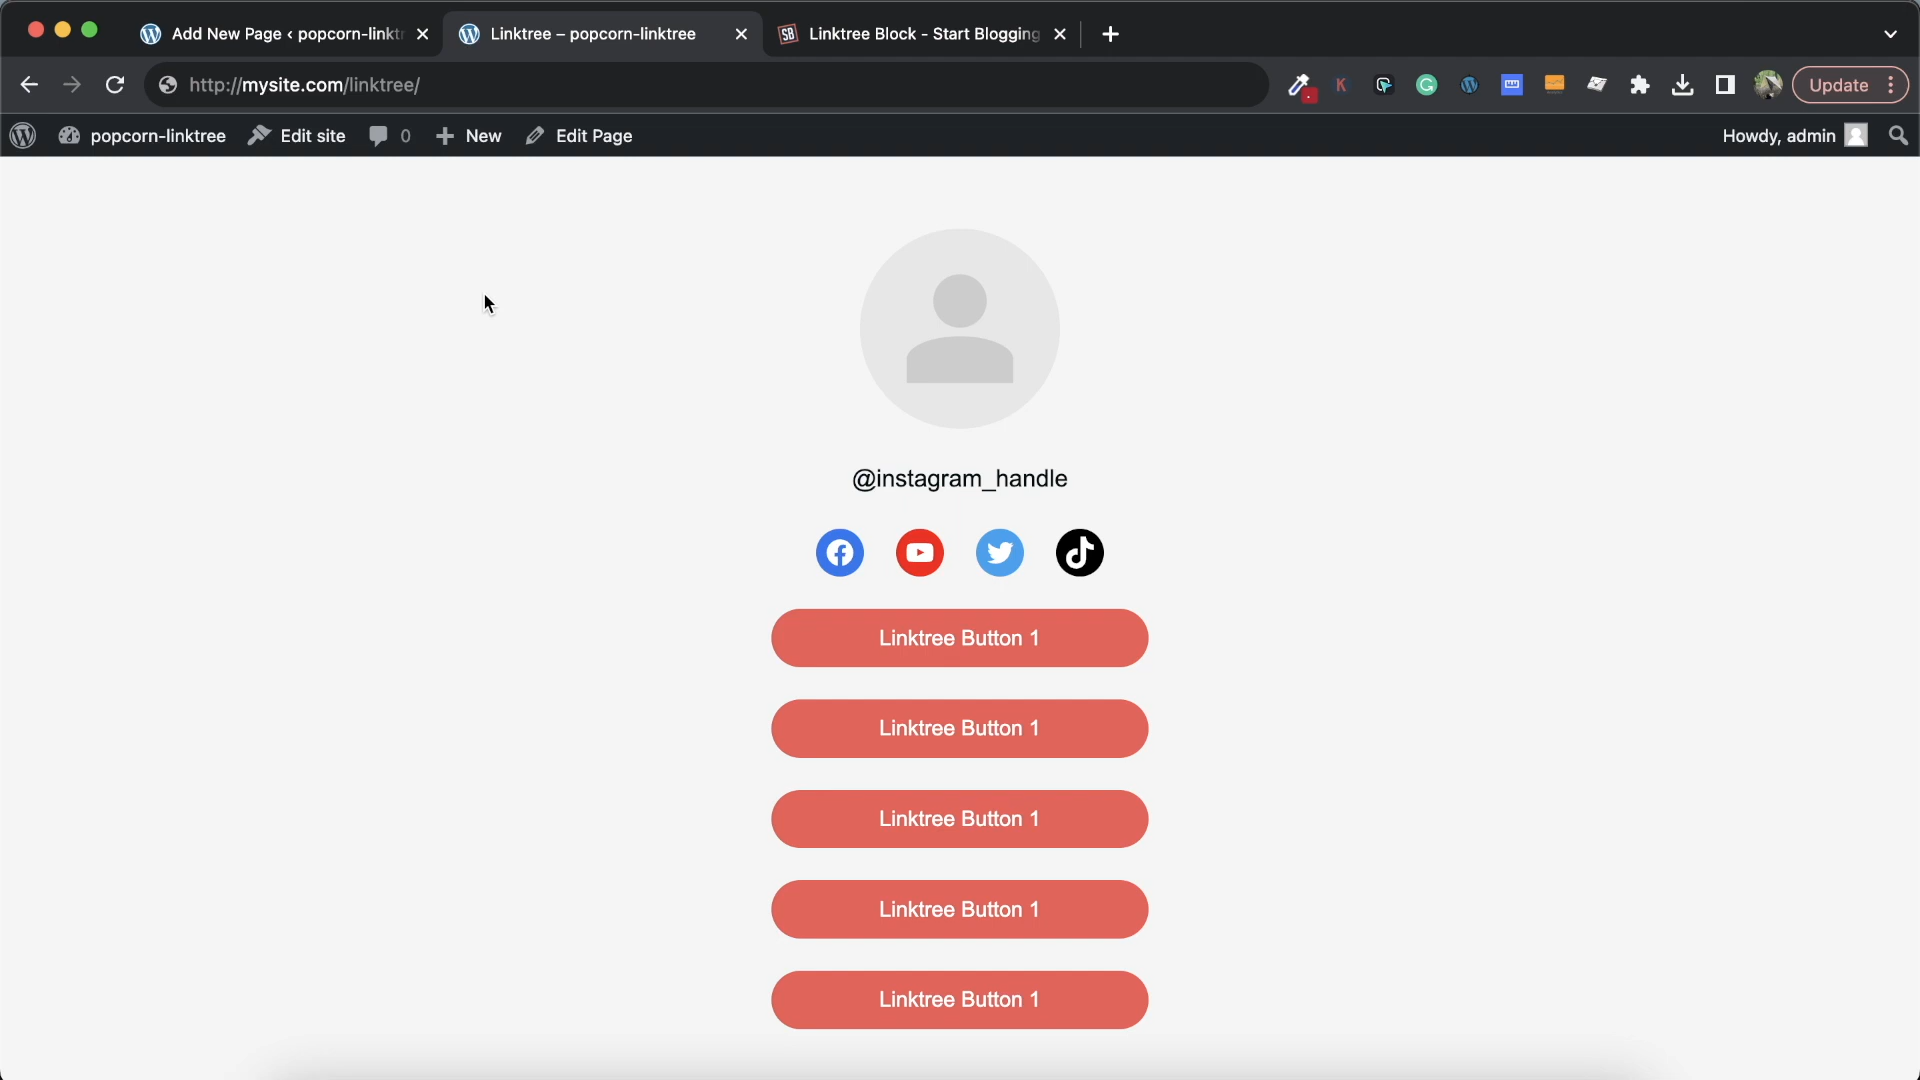 Add New Page ‹ popcorn-linktr
Linktree – popcorn-linktree
SB
Linktree Block - Start Blogging
http://mysite.com/linktree/
K
G
Update
popcorn-linktree
Edit site
0
New
Edit Page
Howdy, admin
@instagram_handle
Linktree Button 1
Linktree Button 1
Linktree Button 1
Linktree Button 1
Linktree Button 1